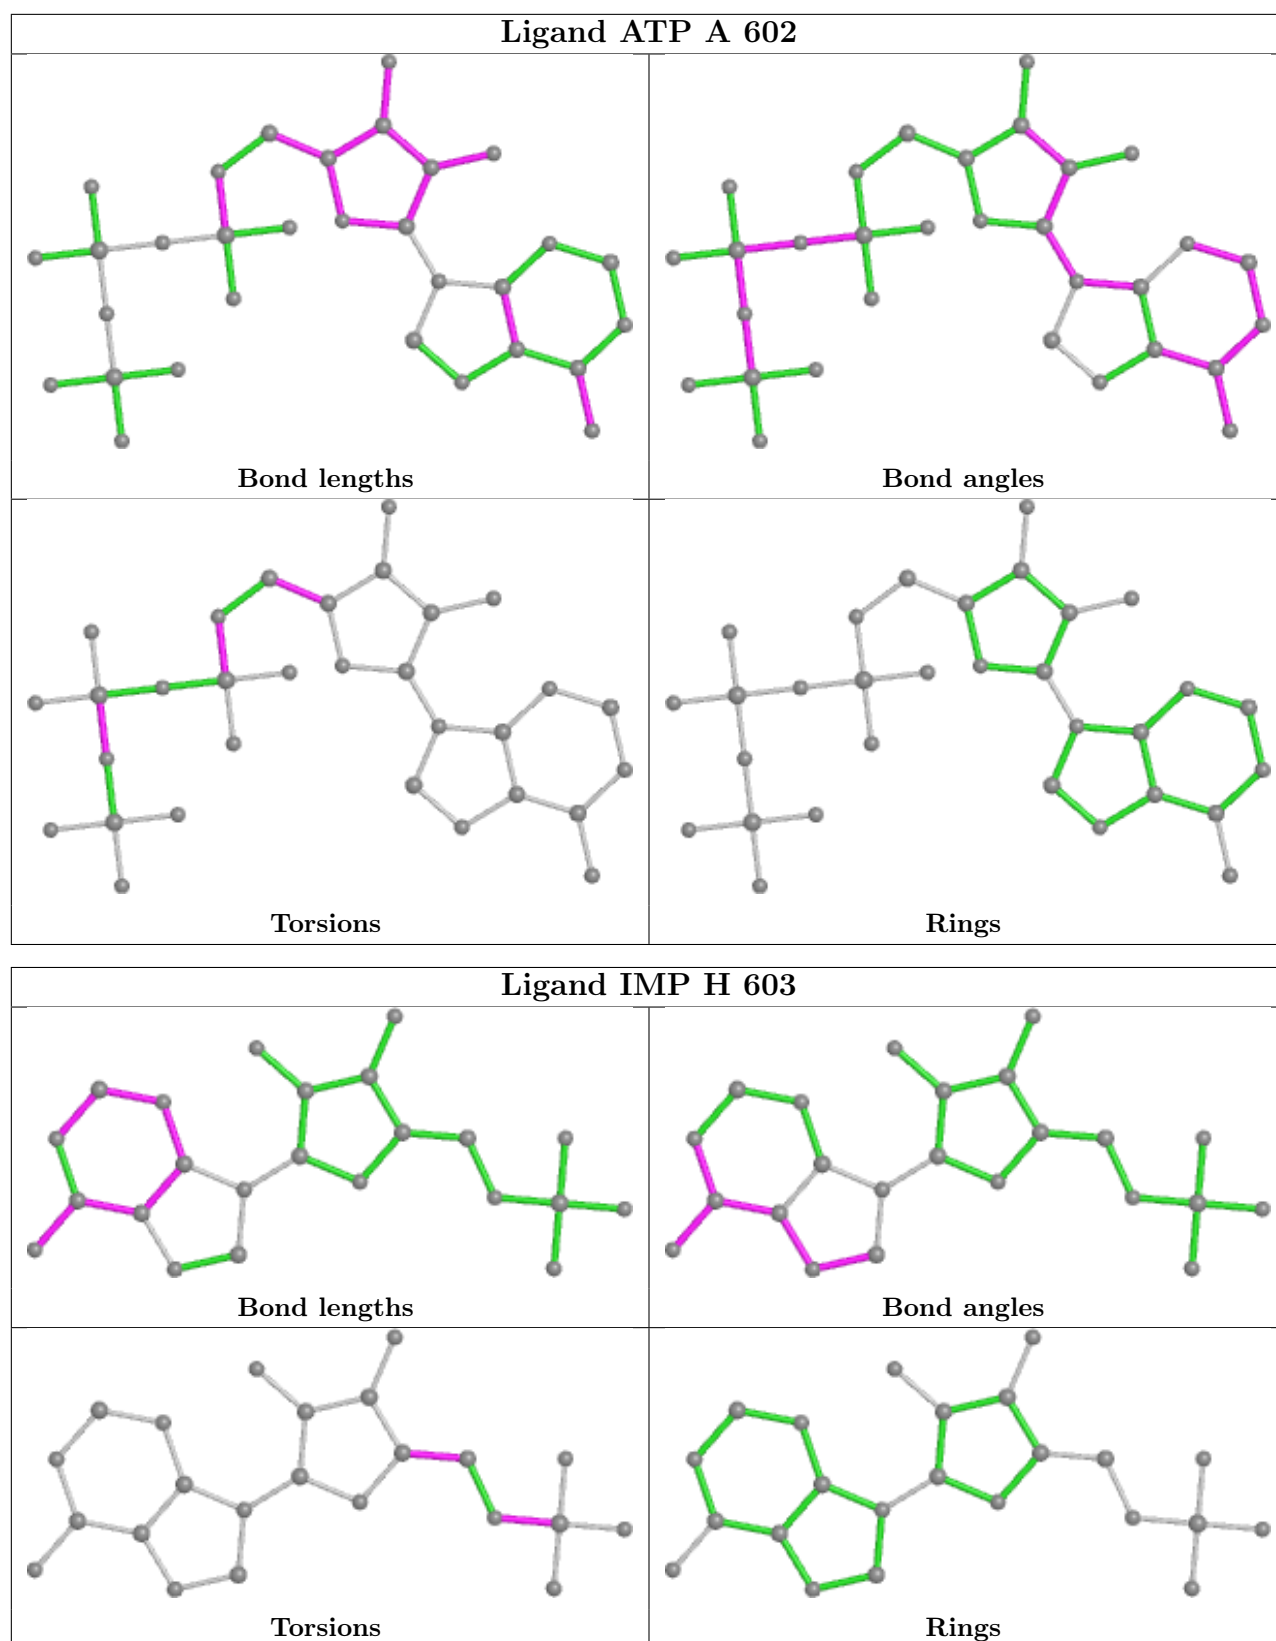 Ligand ATP A 602
Bond lengths
Bond angles
Torsions
Rings
Ligand IMP H 603
Bond lengths
Bond angles
Torsions
Rings